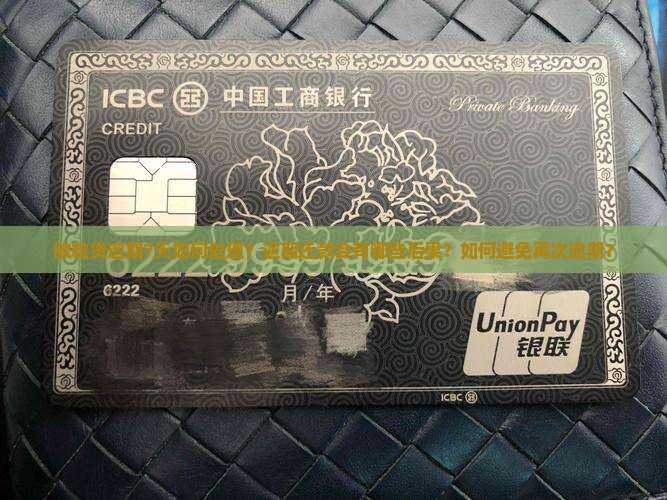 ICBC 中国工商银行 Private Banking
CREDIT
微粒贷逾期7天如何处理?逾期还款会有哪些后果?如何避免再次逾期?
6222
月/年
UnionPay
银联
ICBC